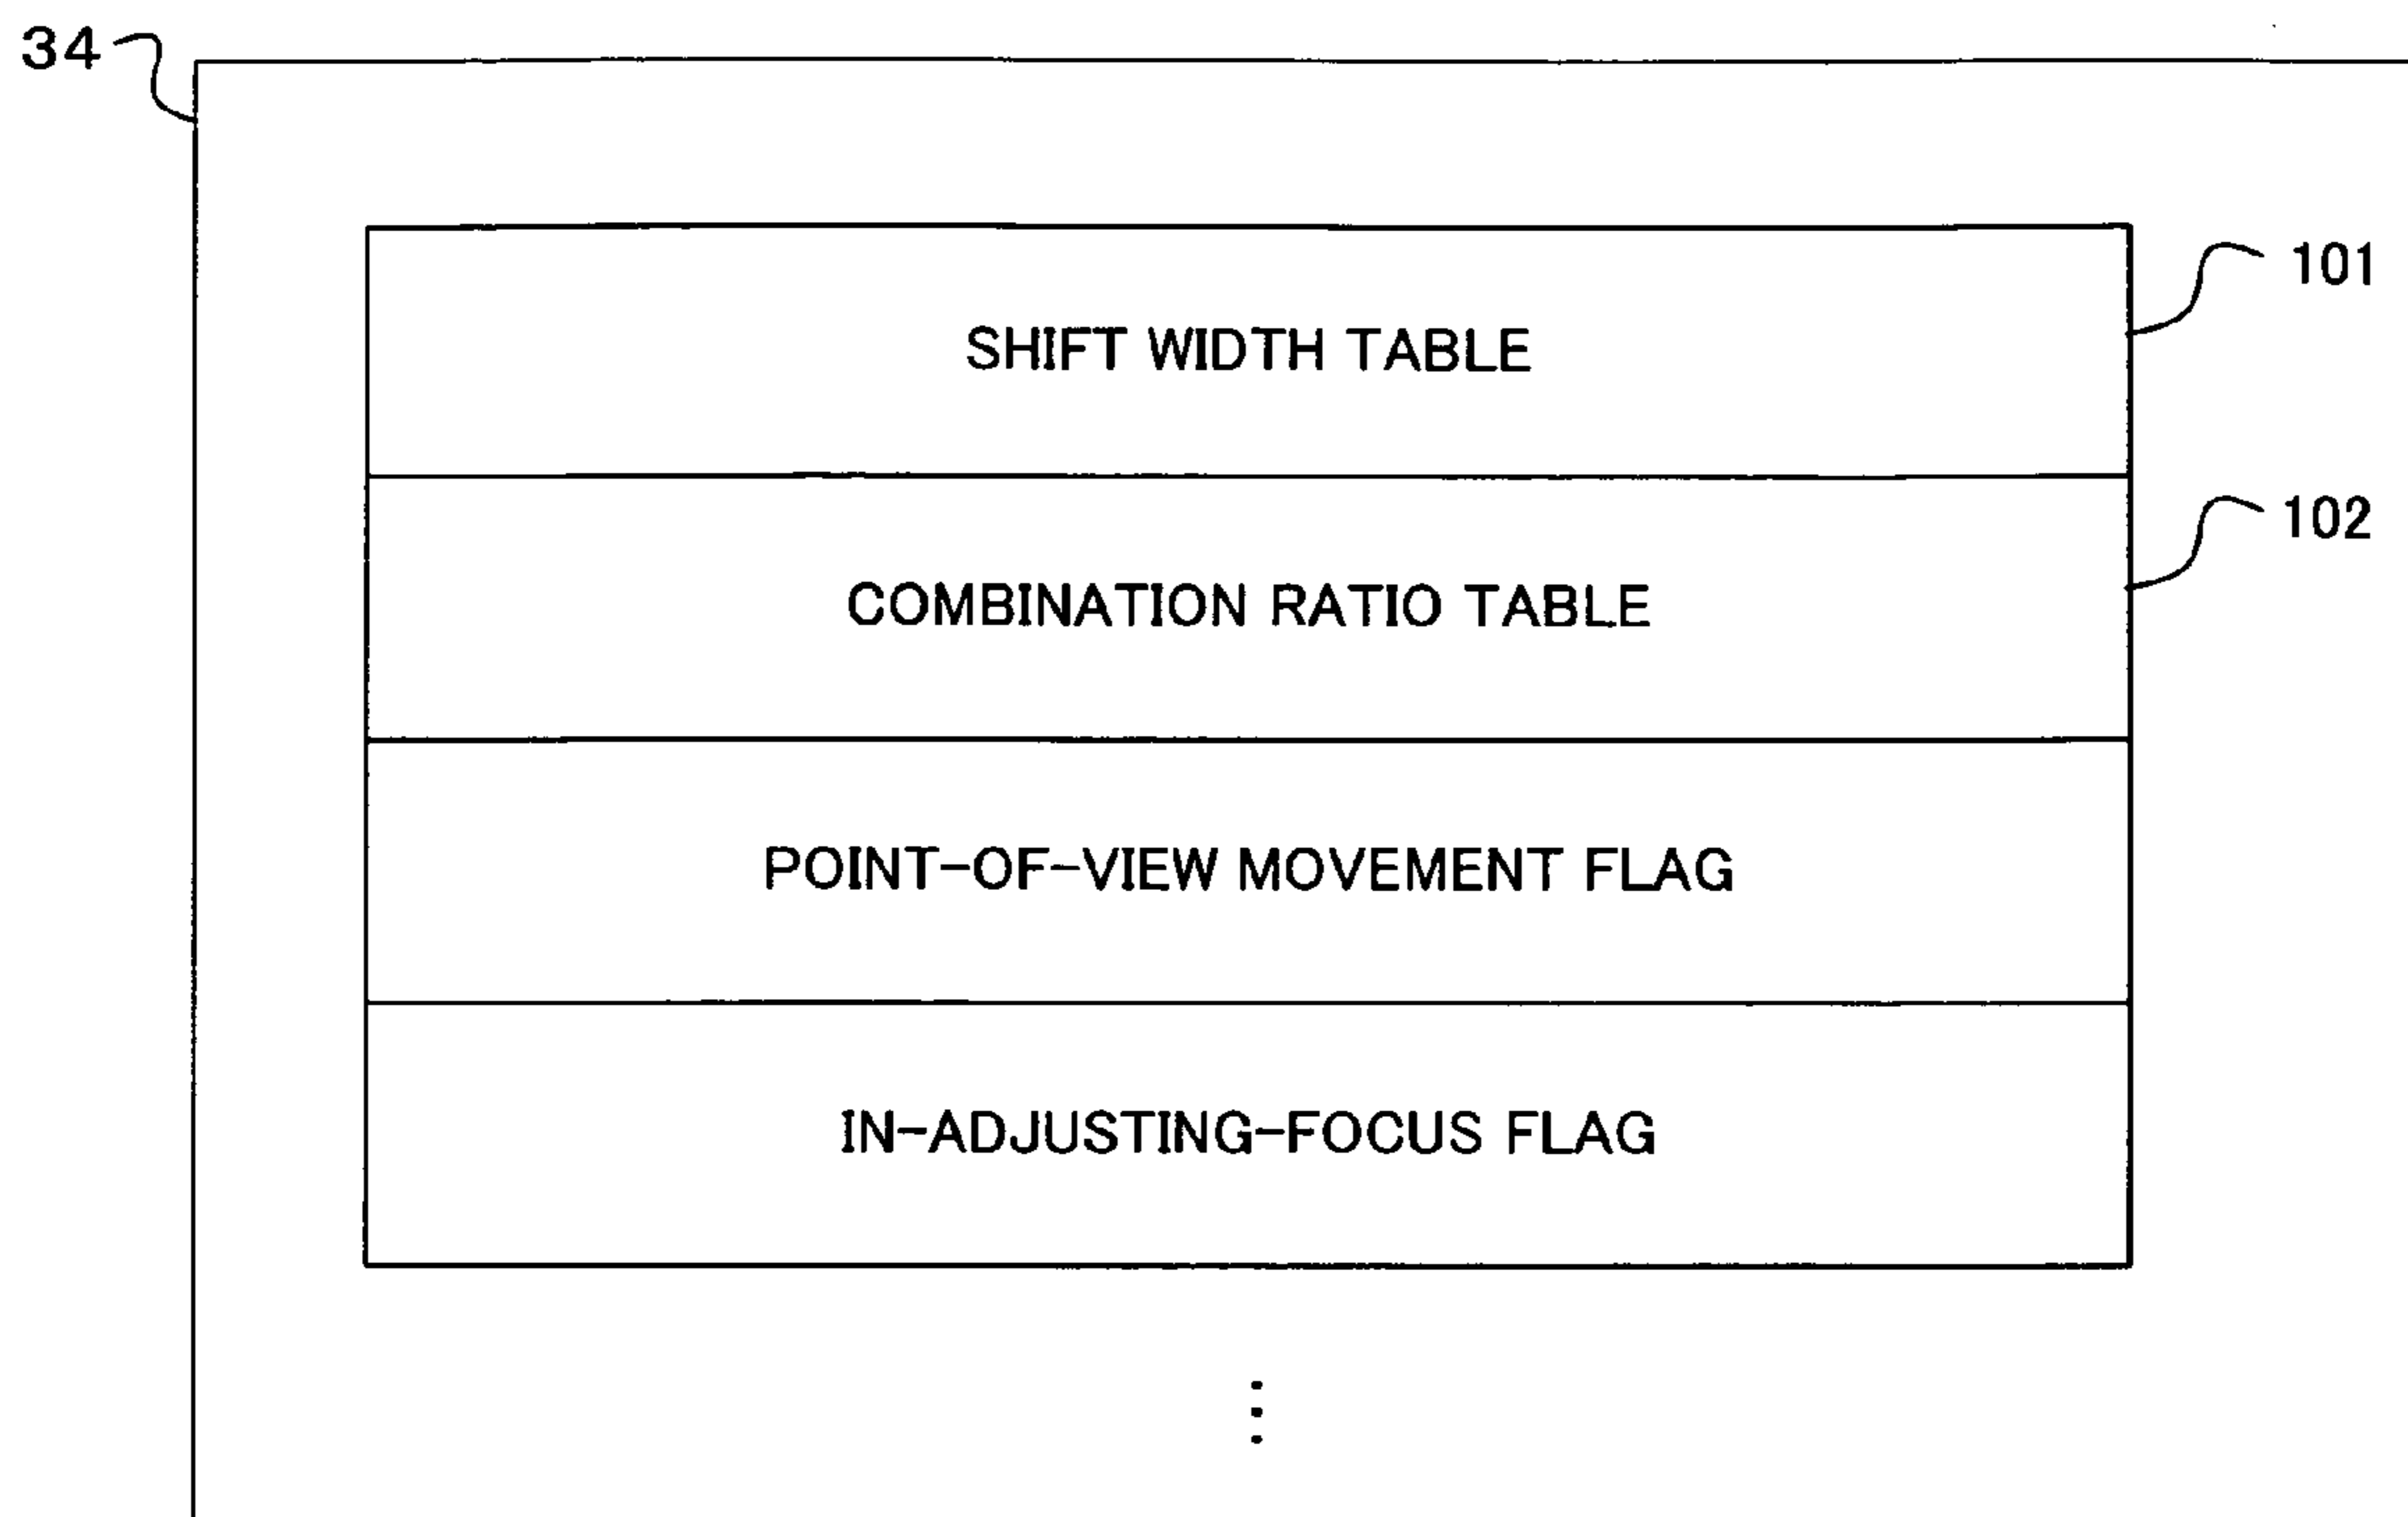 34
101
SHIFT WIDTH TABLE
102
COMBINATION RATIO TABLE
POINT-OF-VIEW MOVEMENT FLAG
IN-ADJUSTING-FOCUS FLAG